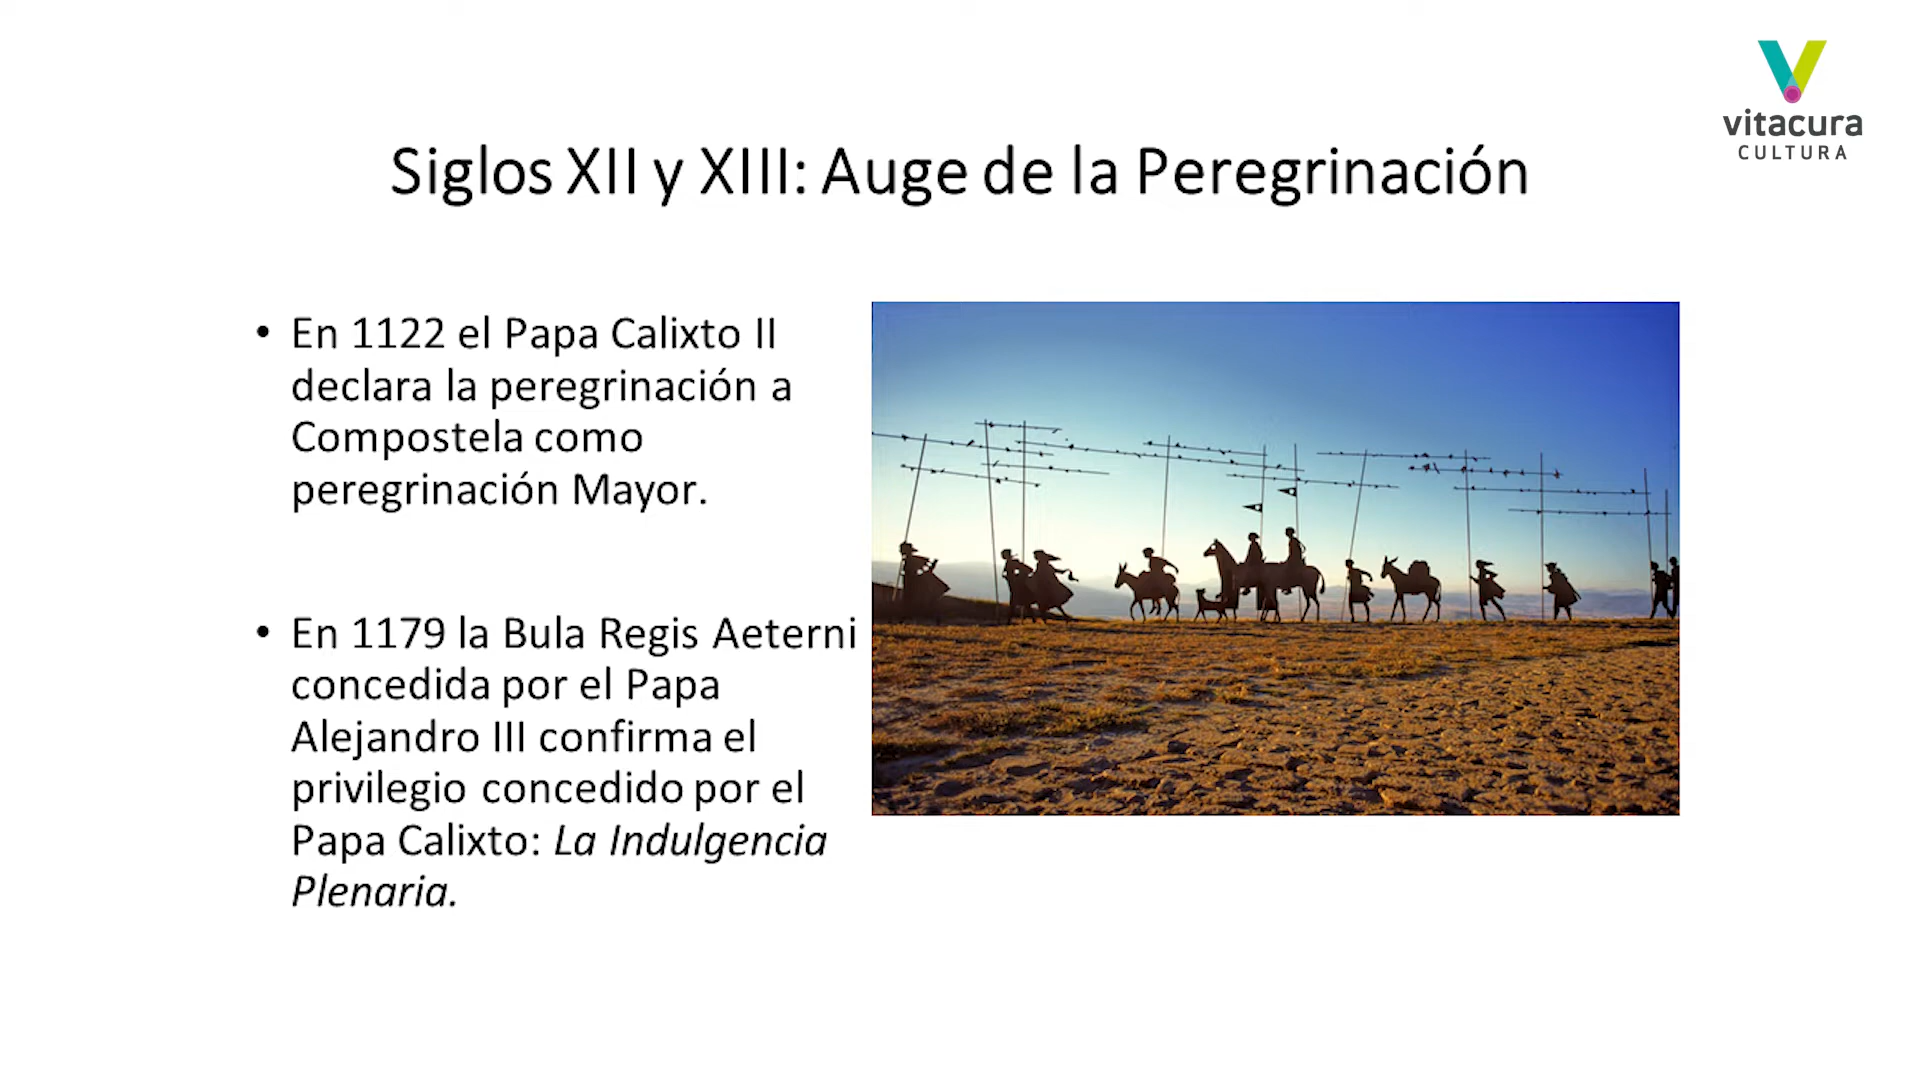 vitacura
CULTURA
Siglos XII y XIII: Auge de la Peregrinación
• En 1122 el Papa Calixto II
declara la peregrinación a
Compostela como
peregrinación Mayor.
• En 1179 la Bula Regis Aeterni
concedida por el Papa
Alejandro III confirma el
privilegio concedido por el
Papa Calixto: La Indulgencia
Plenaria.